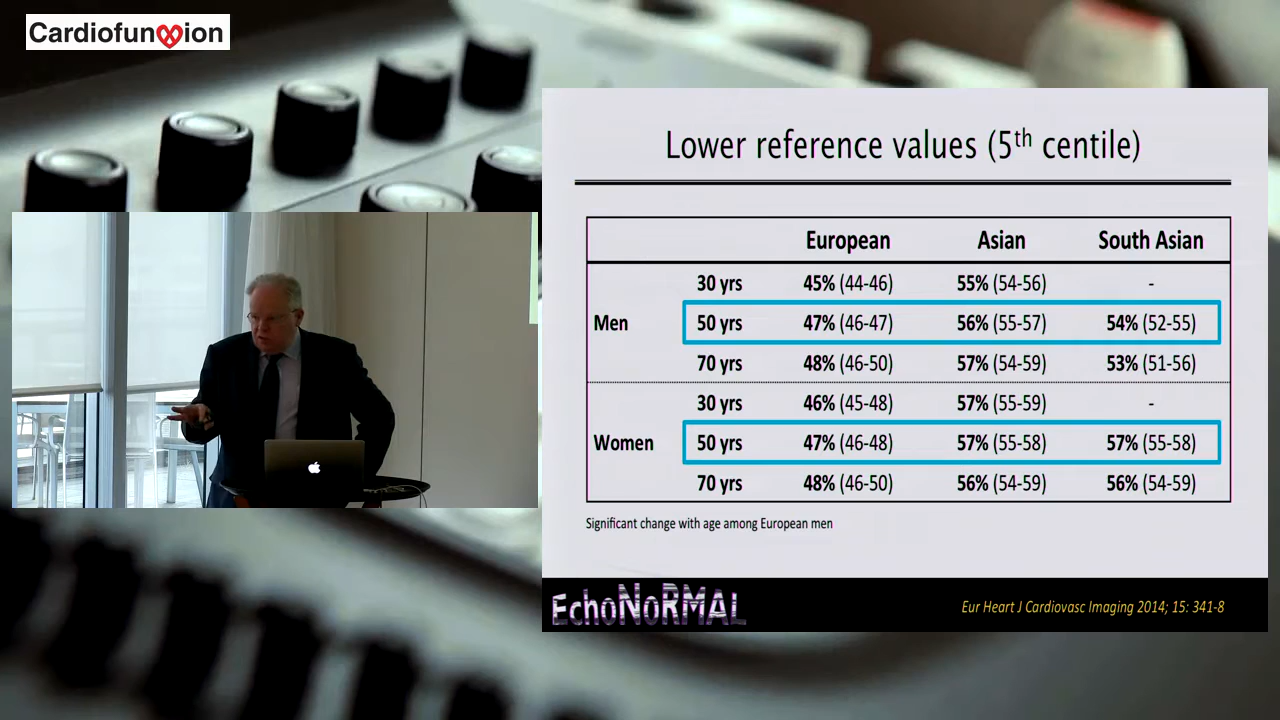 Cardiofunxion
Lower reference values (5th centile)
European Asian South Asian
30 yrs 45% (44-46) 55% (54-56) -
Men 50 yrs 47% (46-47) 56% (55-57) 54% (52-55)
70 yrs 48% (46-50) 57% (54-59) 53% (51-56)
30 yrs 46% (45-48) 57% (55-59) -
Women 50 yrs 47% (46-48) 57% (55-58) 57% (55-58)
70 yrs 48% (46-50) 56% (54-59) 56% (54-59)
Significant change with age among European men
EchoNoRMAL
Eur Heart J Cardiovasc Imaging 2014; 15: 341-8